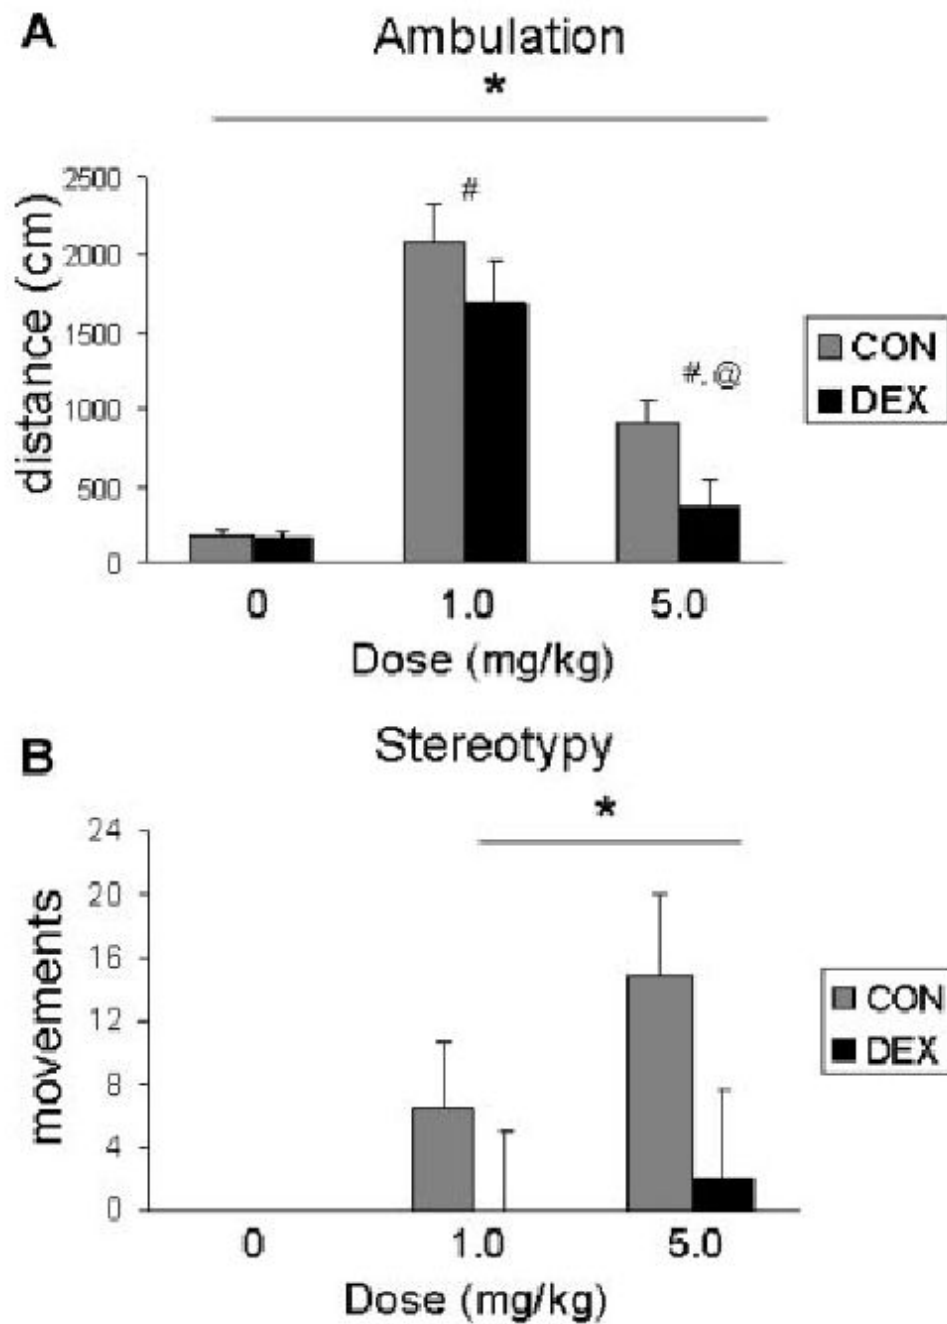 A
Ambulation
*
2500
2000
1500
1000
500
0
distance (cm)
#
#.@
CON
DEX
0 1.0 5.0
Dose (mg/kg)
B
Stereotypy
*
24
20
16
12
8
4
0
movements
CON
DEX
0 1.0 5.0
Dose (mg/kg)